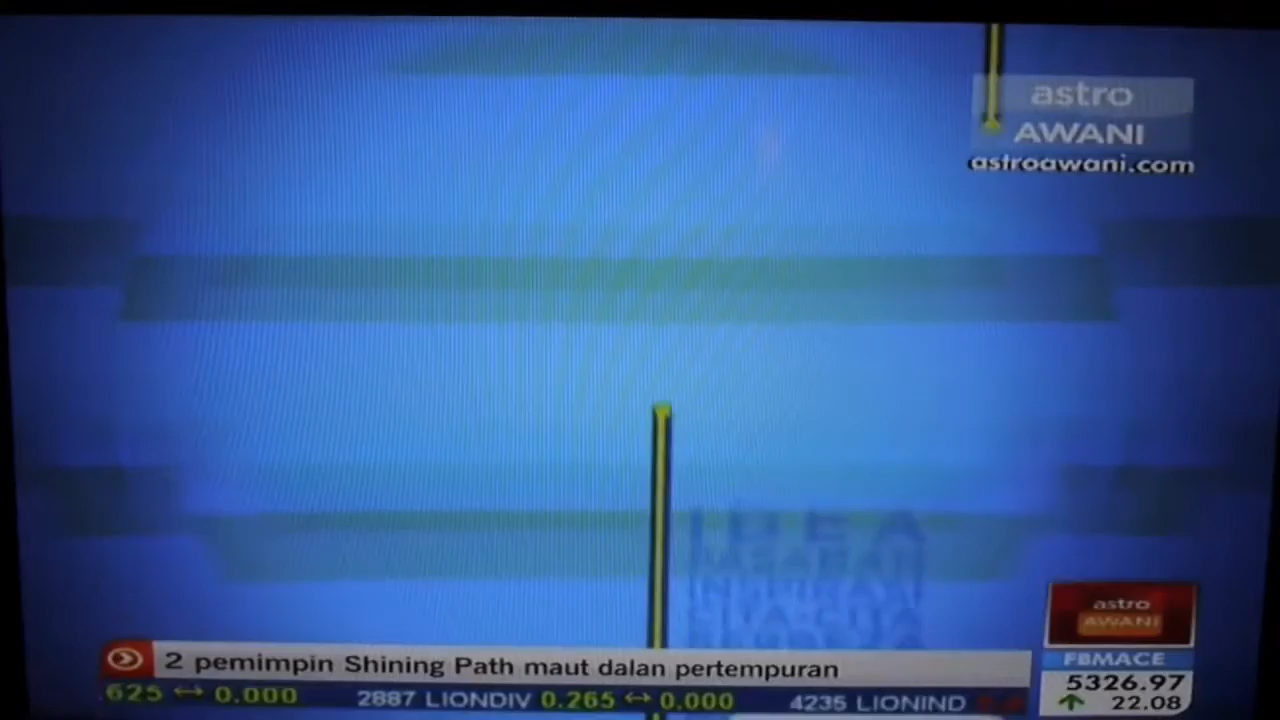 astro
AWANI
astroawani.com
IDEA
astro
AWANI
2 pemimpin Shining Path maut dalan pertempuran
FBMACE
5326.97
22.08
625 ↔ 0.000 2887 LIONDIV 0.265 ↔ 0.000 4235 LIONIND